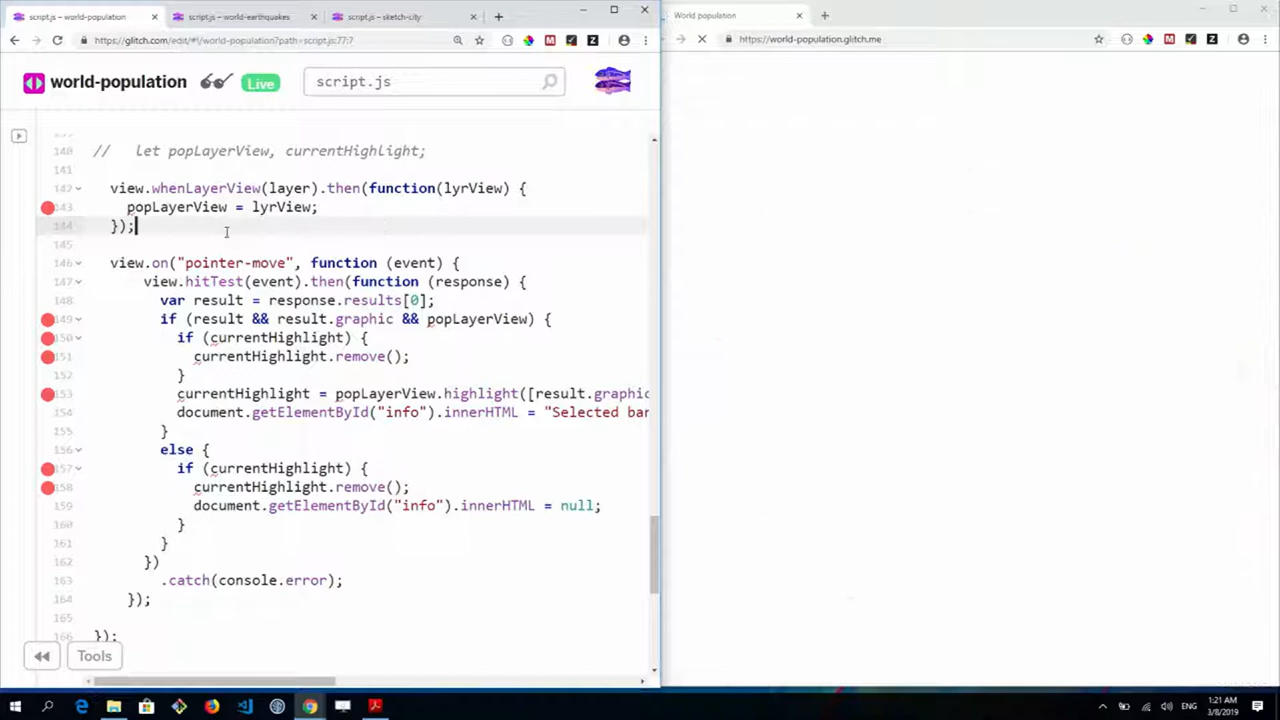 script.js – world-population
script.js – world-earthquakes
script.js – sketch-city
World population
https://glitch.com/edit/#!/world-population?path=script.js:77:7
https://world-population.glitch.me
world-population
Live
script.js
140 // let popLayerView, currentHighlight;
141
142 view.whenLayerView(layer).then(function(lyrView) {
143 popLayerView = lyrView;
144 });
145
146 view.on("pointer-move", function (event) {
147 view.hitTest(event).then(function (response) {
148 var result = response.results[0];
149 if (result && result.graphic && popLayerView) {
150 if (currentHighlight) {
151 currentHighlight.remove();
152 }
153 currentHighlight = popLayerView.highlight([result.graphic
154 document.getElementById("info").innerHTML = "Selected bar
155 }
156 else {
157 if (currentHighlight) {
158 currentHighlight.remove();
159 document.getElementById("info").innerHTML = null;
160 }
161 }
162 })
163 .catch(console.error);
164 });
165
166 });
Tools
ENG
1:21 AM
3/8/2019